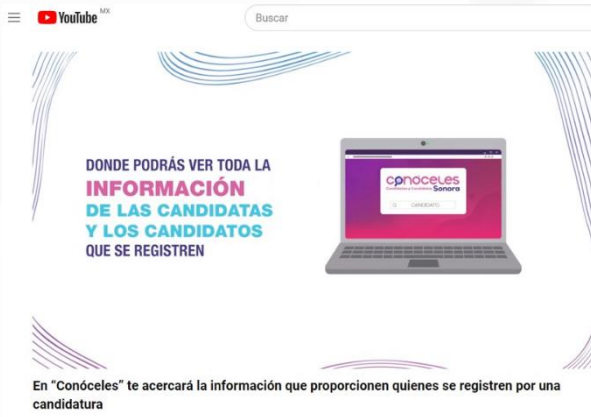 YouTube MX
Buscar
DONDE PODRÁS VER TODA LA
INFORMACIÓN
DE LAS CANDIDATAS
Y LOS CANDIDATOS
QUE SE REGISTREN
conoceles
Sonora
CANDIDATO
En “Conóceles” te acercará la información que proporcionen quienes se registren por una
candidatura